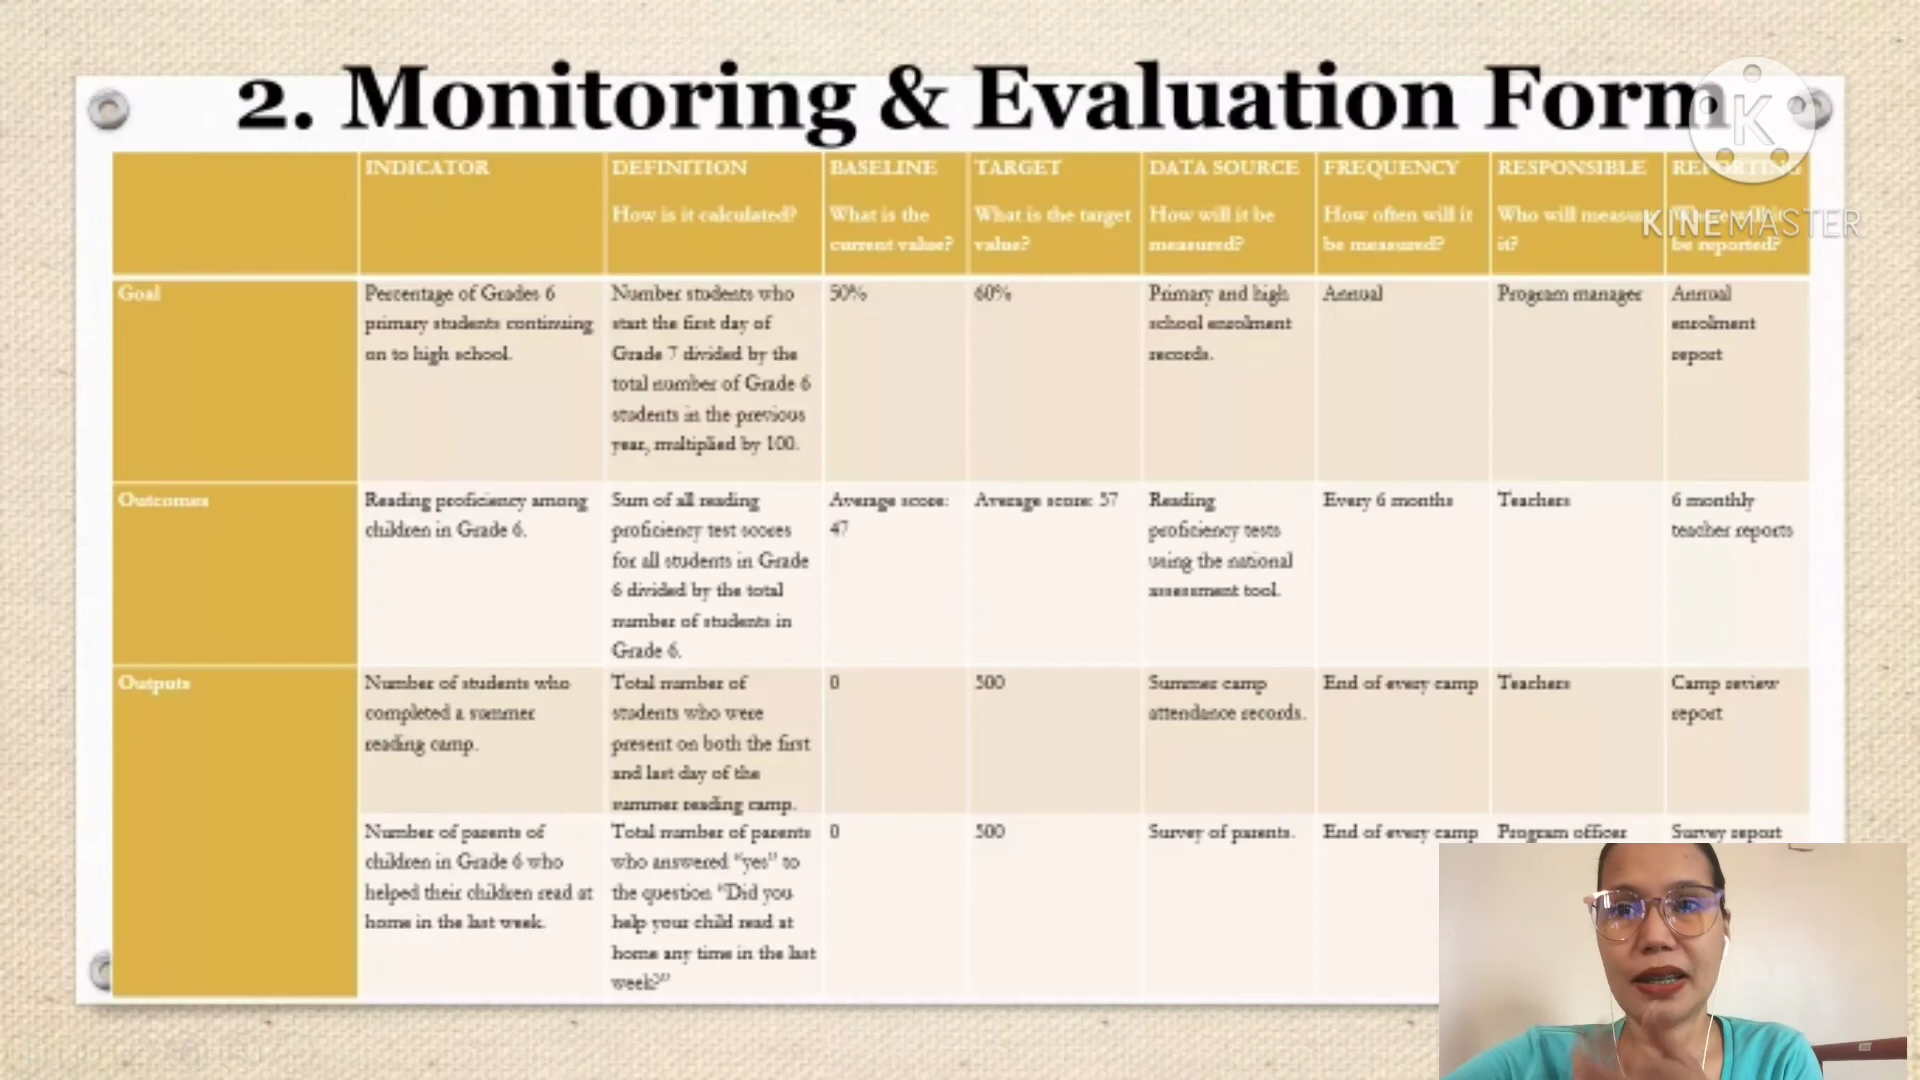 2. Monitoring & Evaluation Form
INDICATOR
DEFINITION
How is it calculated?
BASELINE
What is the
current value?
TARGET
What is the target
value?
DATA SOURCE
How will it be
measured?
FREQUENCY
How often will it
be measured?
RESPONSIBLE
Who will measure
it?
REPORTING
be reported?
K
KINEMASTER
Goal
Percentage of Grades 6
primary students continuing
on to high school.
Number students who
start the first day of
Grade 7 divided by the
total number of Grade 6
students in the previous
year, multiplied by 100.
50%
60%
Primary and high
school enrolment
records.
Annual
Program manager
Annual
enrolment
report
Outcomes
Reading proficiency among
children in Grade 6.
Sum of all reading
proficiency test scores
for all students in Grade
6 divided by the total
number of students in
Grade 6.
Average score:
47
Average score: 57
Reading
proficiency tests
using the national
assessment tool.
Every 6 months
Teachers
6 monthly
teacher reports
Outputs
Number of students who
completed a summer
reading camp.
Total number of
students who were
present on both the first
and last day of the
summer reading camp.
0
500
Summer camp
attendance records.
End of every camp
Teachers
Camp review
report
Number of parents of
children in Grade 6 who
helped their children read at
home in the last week.
Total number of parents
who answered "yes" to
the question "Did you
help your child read at
home any time in the last
week?"
0
500
Survey of parents.
End of every camp
Program officer
Survey report